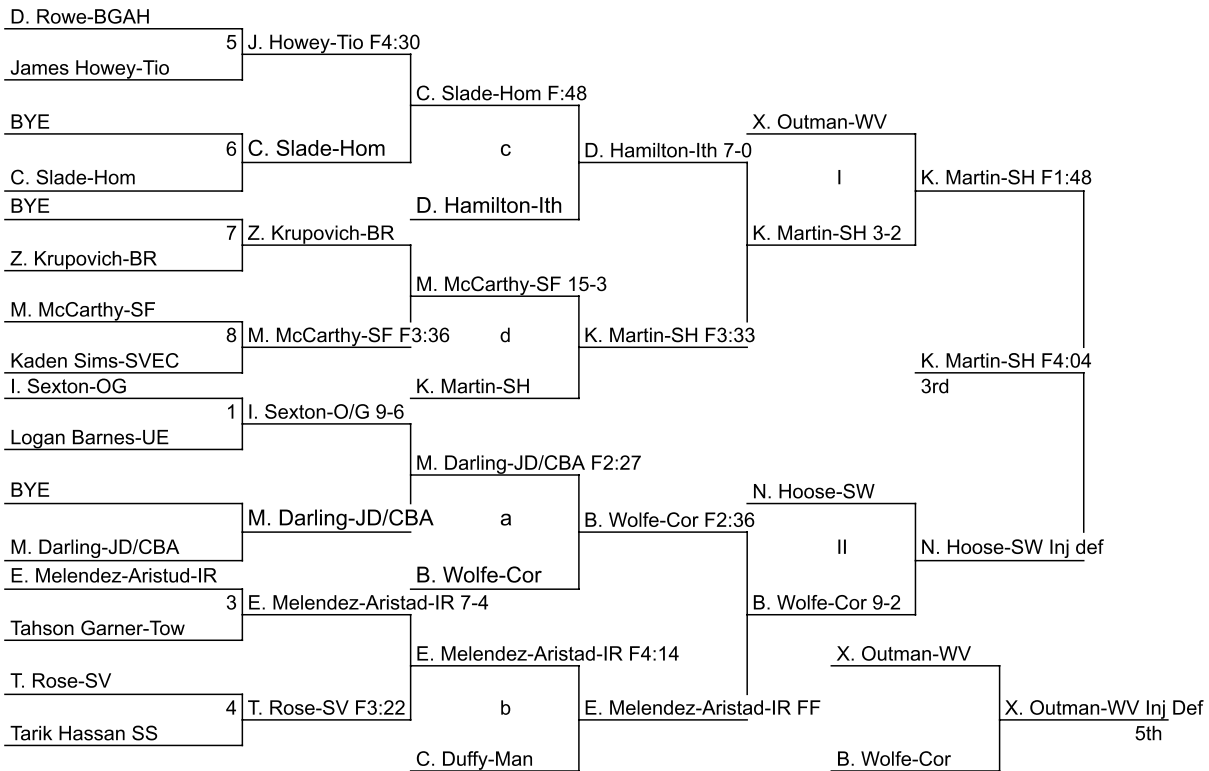 D. Rowe-BGAH
5
J. Howey-Tio F4:30
James Howey-Tio
C. Slade-Hom F:48
BYE
X. Outman-WV
6
C. Slade-Hom
c
D. Hamilton-Ith 7-0
C. Slade-Hom
I
K. Martin-SH F1:48
BYE
D. Hamilton-Ith
7
Z. Krupovich-BR
K. Martin-SH 3-2
Z. Krupovich-BR
M. McCarthy-SF 15-3
M. McCarthy-SF
8
M. McCarthy-SF F3:36
d
K. Martin-SH F3:33
Kaden Sims-SVEC
K. Martin-SH F4:04
I. Sexton-OG
K. Martin-SH
3rd
1
I. Sexton-O/G 9-6
Logan Barnes-UE
M. Darling-JD/CBA F2:27
BYE
N. Hoose-SW
M. Darling-JD/CBA
a
B. Wolfe-Cor F2:36
M. Darling-JD/CBA
II
N. Hoose-SW Inj def
E. Melendez-Aristud-IR
B. Wolfe-Cor
3
E. Melendez-Aristad-IR 7-4
B. Wolfe-Cor 9-2
Tahson Garner-Tow
E. Melendez-Aristad-IR F4:14
X. Outman-WV
T. Rose-SV
4
T. Rose-SV F3:22
b
E. Melendez-Aristad-IR FF
X. Outman-WV Inj Def
Tarik Hassan SS
5th
C. Duffy-Man
B. Wolfe-Cor